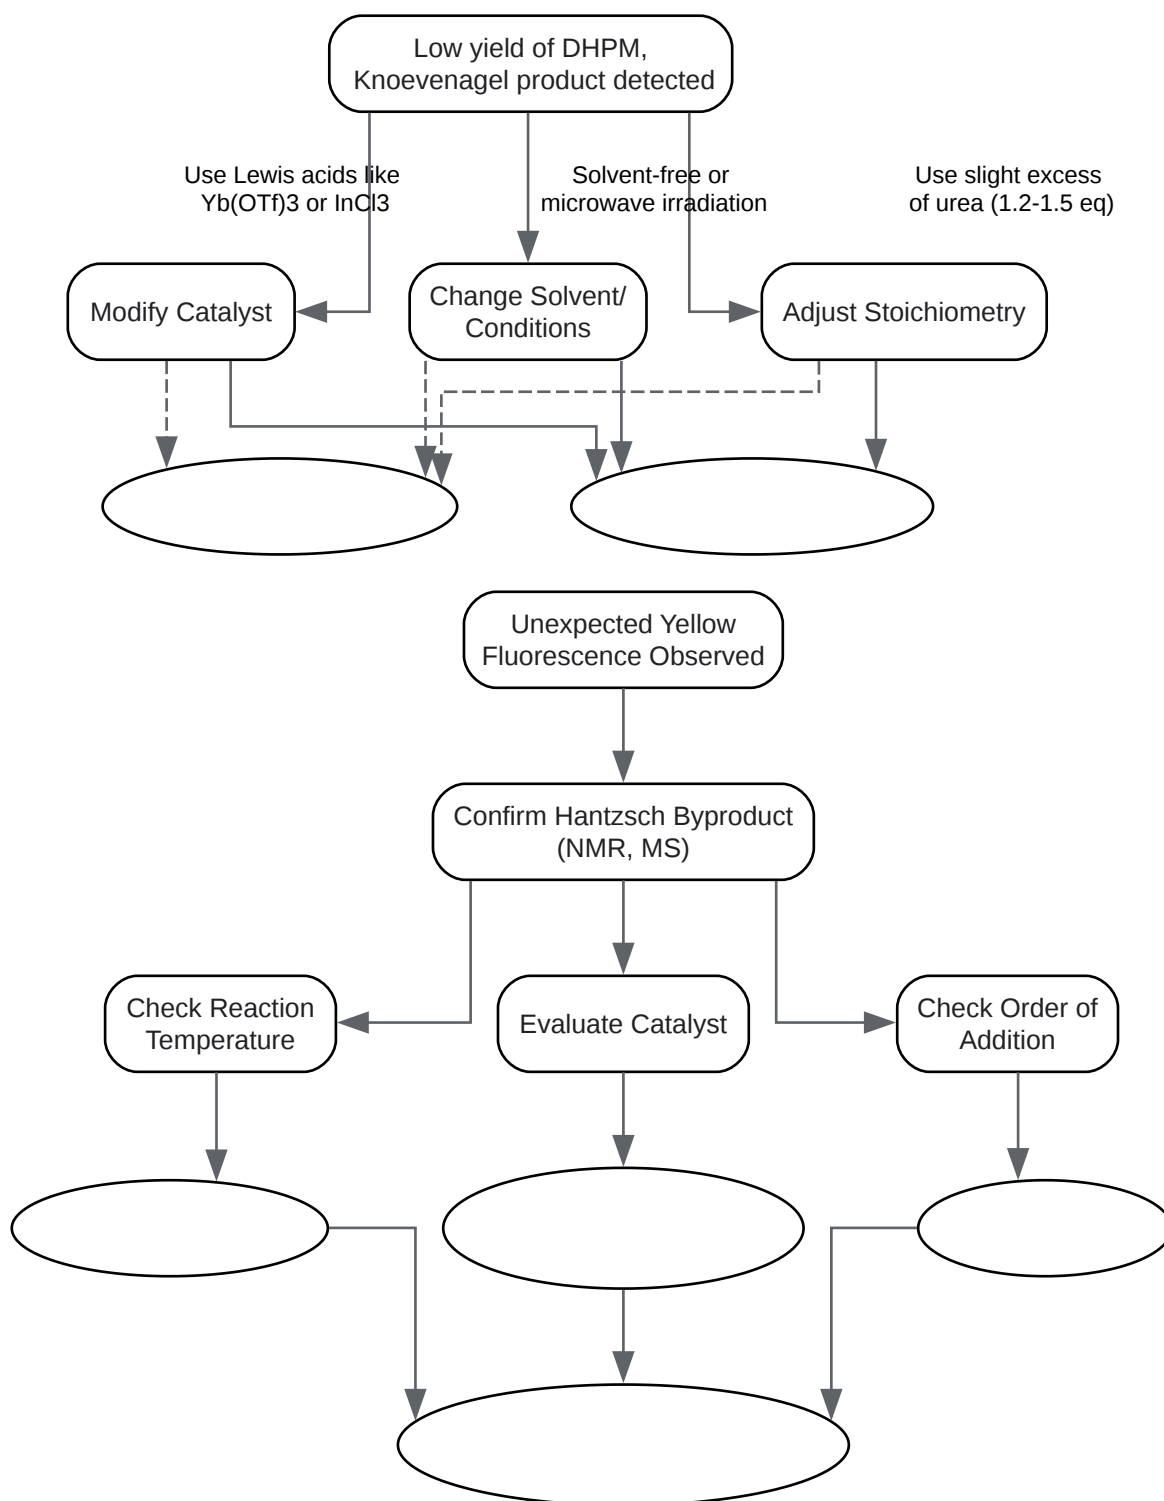 Low yield of DHPM,
Knoevenagel product detected
Use Lewis acids like
Yb(OTf)3 or InCl3
Solvent-free or
microwave irradiation
Use slight excess
of urea (1.2-1.5 eq)
Modify Catalyst
Change Solvent/
Conditions
Adjust Stoichiometry
Unexpected Yellow
Fluorescence Observed
Confirm Hantzsch Byproduct
(NMR, MS)
Check Reaction
Temperature
Evaluate Catalyst
Check Order of
Addition